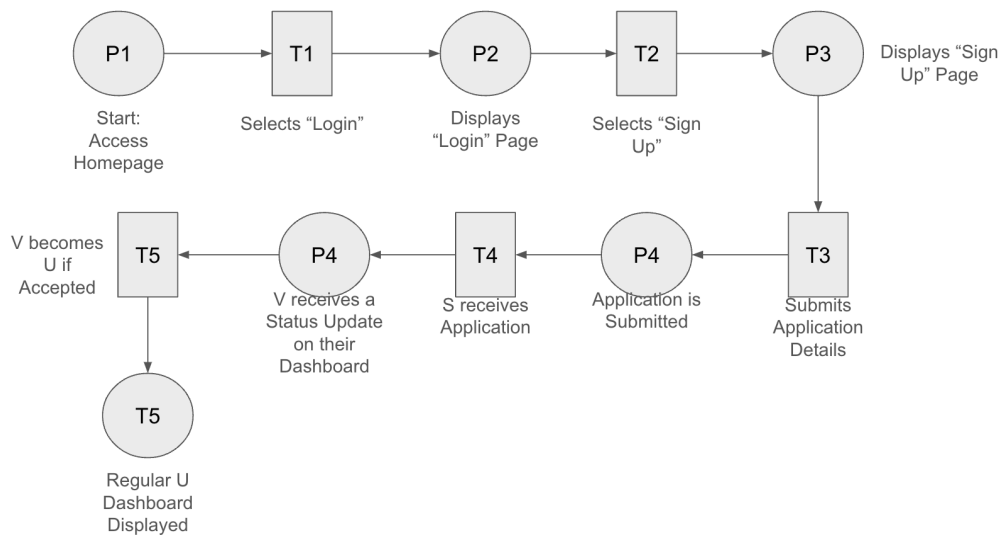 P1
T1
P2
T2
P3
Displays “Sign
Up” Page
Start:
Access
Homepage
Selects “Login”
Displays
“Login” Page
Selects “Sign
Up”
V becomes
U if
Accepted
T5
P4
T4
P4
T3
V receives a
Status Update
on their
Dashboard
S receives
Application
Application is
Submitted
Submits
Application
Details
T5
Regular U
Dashboard
Displayed